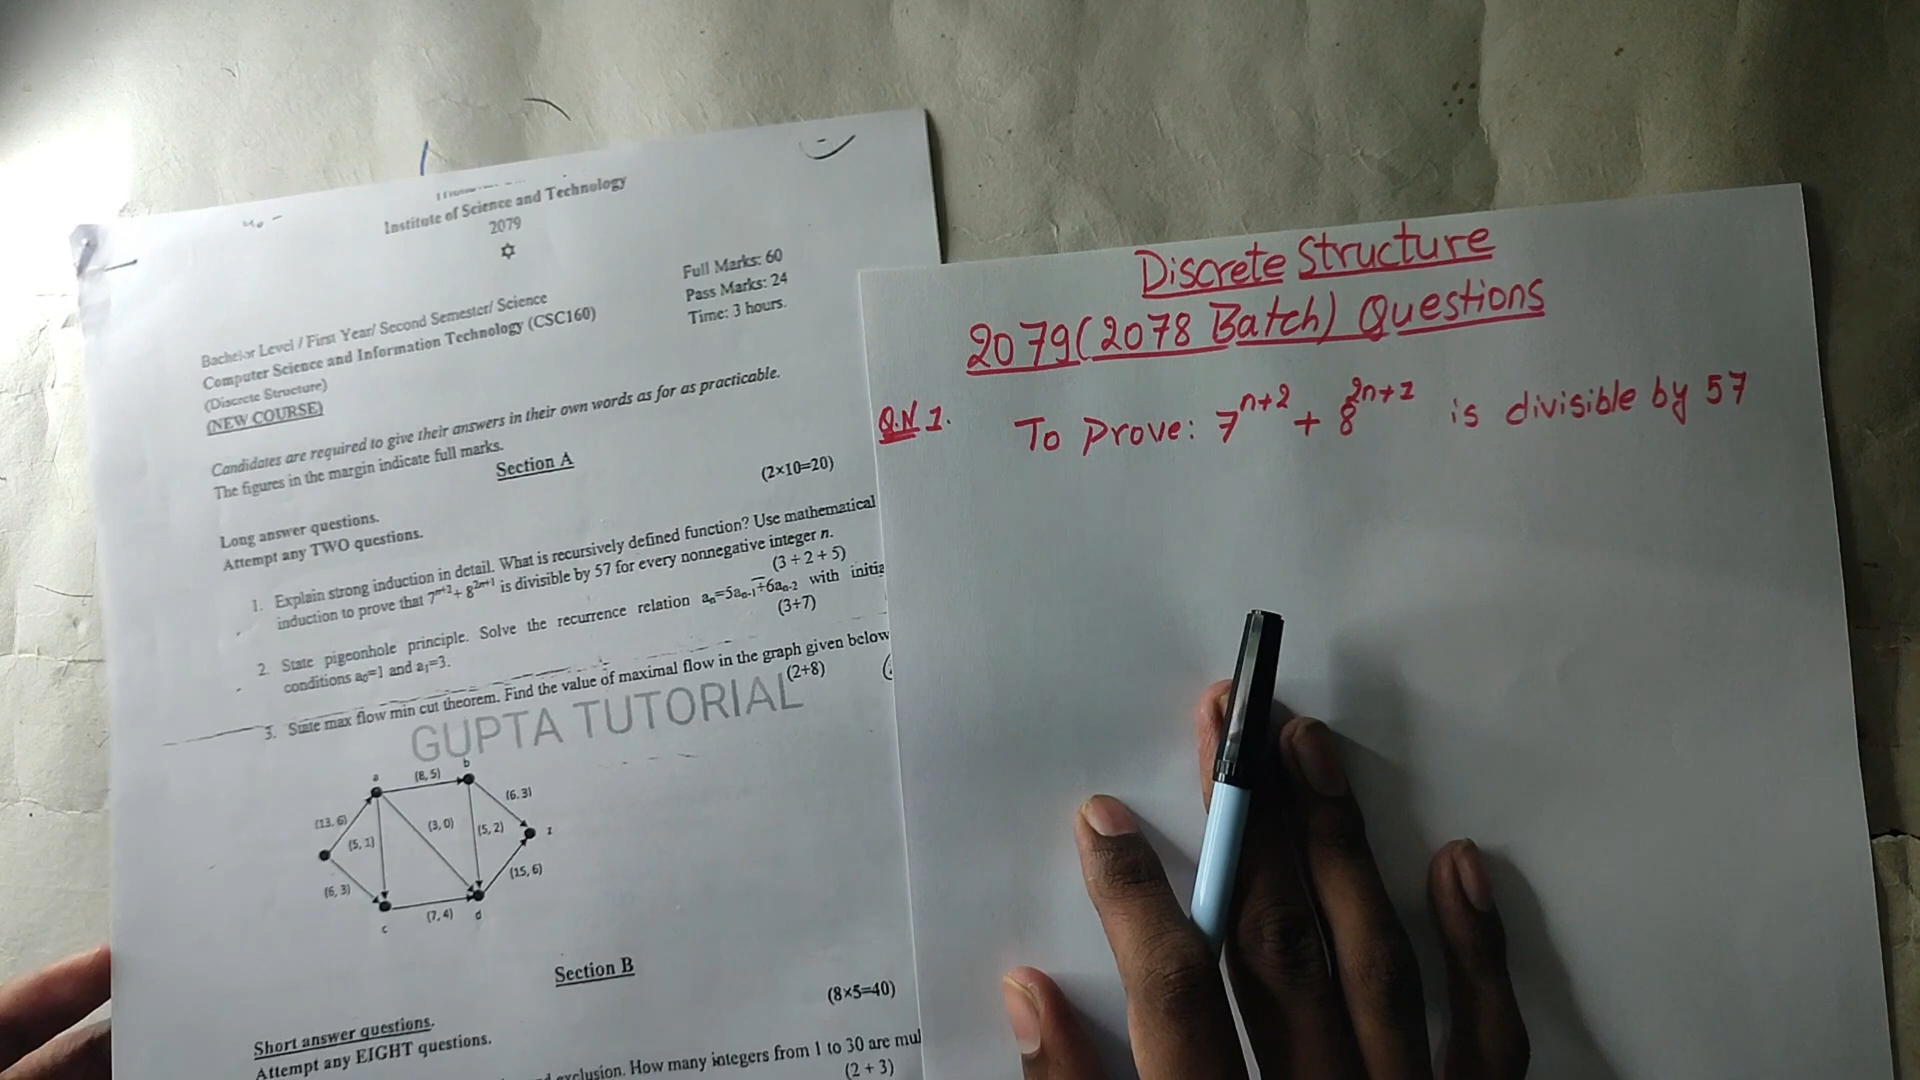 Institute of Science and Technology
2079
Bachelor Level / First Year/ Second Semester/ Science
Full Marks: 60
Computer Science and Information Technology (CSC160)
Pass Marks: 24
(Discrete Structure)
Time: 3 hours.
(NEW COURSE)
Candidates are required to give their answers in their own words as for as practicable.
The figures in the margin indicate full marks.
Section A
Long answer questions.
(2×10=20)
Attempt any TWO questions.
1. Explain strong induction in detail. What is recursively defined function? Use mathematical
induction to prove that 7ⁿ⁺² + 8²ⁿ⁺¹ is divisible by 57 for every nonnegative integer n.
(3 + 2 + 5)
2. State pigeonhole principle. Solve the recurrence relation aₙ=5aₙ₋₁+6aₙ₋₂ with
conditions a₀=1 and a₁=3.
(3+7)
3. State max flow min cut theorem. Find the value of maximal flow in the graph given below
(2+8)
GUPTA TUTORIAL
a
(8, 5)
b
(13, 6)
(5, 1)
(3, 0)
(5, 2)
(6, 3)
z
(6, 3)
(15, 6)
(7, 4)
c
d
Section B
(8×5=40)
Short answer questions.
Attempt any EIGHT questions.
exclusion. How many integers from 1 to 30 are
(2 + 3)
Discrete Structure
2079(2078 Batch) Questions
Q.N 1. To Prove: 7ⁿ⁺² + 8²ⁿ⁺¹ is divisible by 57